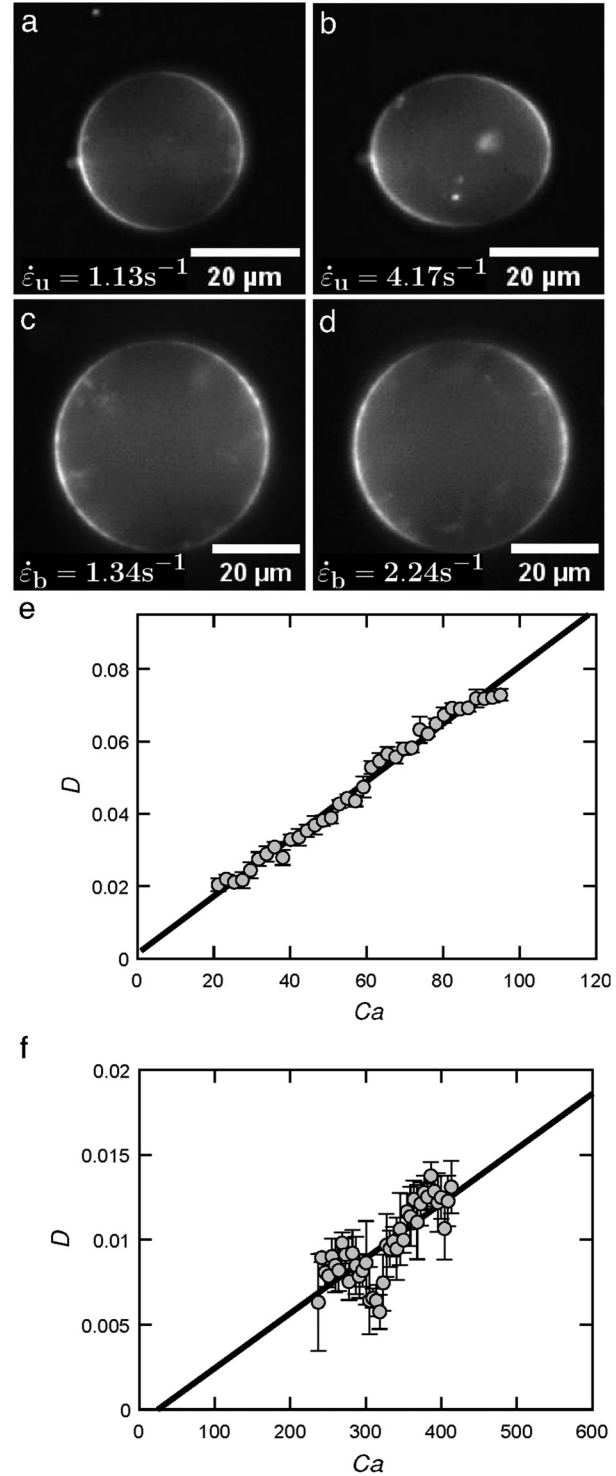 a
b
ε̇u = 1.13s⁻¹
20 µm
ε̇u = 4.17s⁻¹
20 µm
c
d
ε̇b = 1.34s⁻¹
20 µm
ε̇b = 2.24s⁻¹
20 µm
e
0.08
0.06
0.04
0.02
0
D
0 20 40 60 80 100 120
Ca
f
0.02
0.015
0.01
0.005
0
D
0 100 200 300 400 500 600
Ca